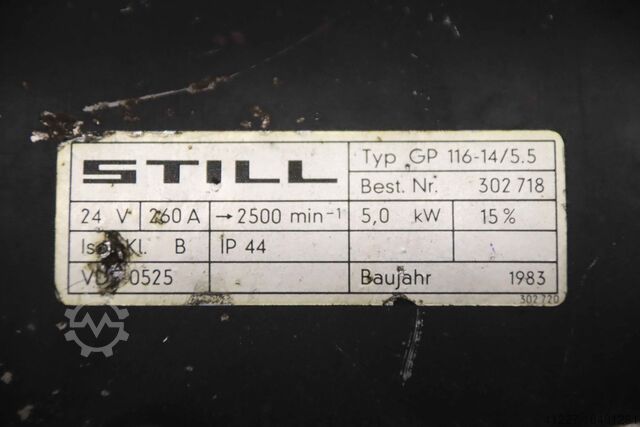 STILL
Typ GP 116-14/5.5
Best. Nr. 302 718
24 V 260 A → 2500 min⁻¹ 5,0 kW 15 %
Iso. Kl. B IP 44
0525 Baujahr 1983
302 720